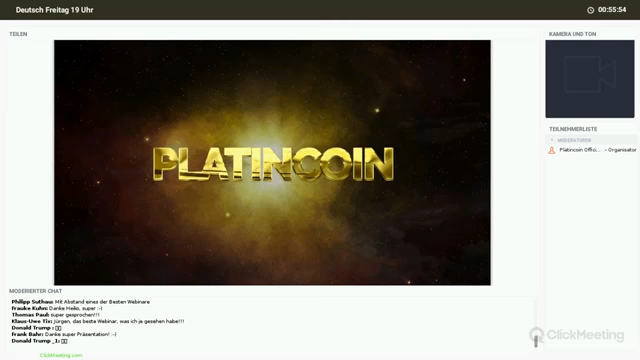 Deutsch Freitag 19 Uhr
00:55:54
TEILEN
KAMERA UND TON
PLATINCOIN
TEILNEHMERLISTE
MODERATOREN
Platincoin Offic... - Organisator
MODERIERTER CHAT
Philipp Suthau: Mit Abstand eines der Besten Webinare
Frauke Kuhn: Danke Heiko, super :-)
Thomas Paul: super gesprochen!!!
Klaus-Uwe Tix: Jürgen, das beste Webinar, was ich je gesehen habe!!!
Donald Trump :
Frank Bahr: Danke super Präsentation! :-)
Donald Trump _1:
ClickMeeting
ClickMeeting.com